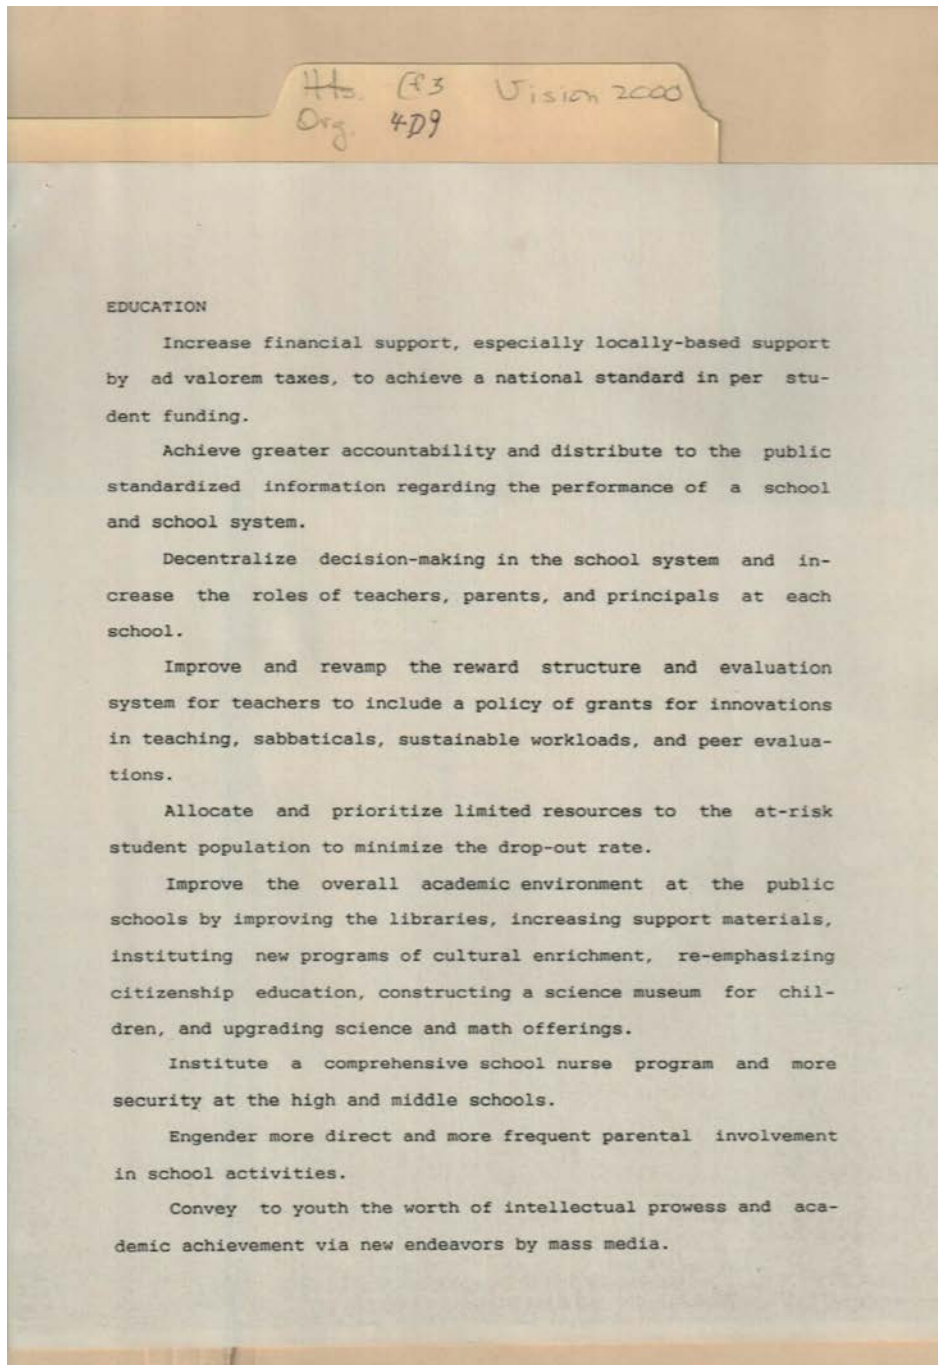 Hts. Cf3 Vision 2000
Org. 4D9
EDUCATION
Increase financial support, especially locally-based support
by ad valorem taxes, to achieve a national standard in per stu-
dent funding.
Achieve greater accountability and distribute to the public
standardized information regarding the performance of a school
and school system.
Decentralize decision-making in the school system and in-
crease the roles of teachers, parents, and principals at each
school.
Improve and revamp the reward structure and evaluation
system for teachers to include a policy of grants for innovations
in teaching, sabbaticals, sustainable workloads, and peer evalua-
tions.
Allocate and prioritize limited resources to the at-risk
student population to minimize the drop-out rate.
Improve the overall academic environment at the public
schools by improving the libraries, increasing support materials,
instituting new programs of cultural enrichment, re-emphasizing
citizenship education, constructing a science museum for chil-
dren, and upgrading science and math offerings.
Institute a comprehensive school nurse program and more
security at the high and middle schools.
Engender more direct and more frequent parental involvement
in school activities.
Convey to youth the worth of intellectual prowess and aca-
demic achievement via new endeavors by mass media.